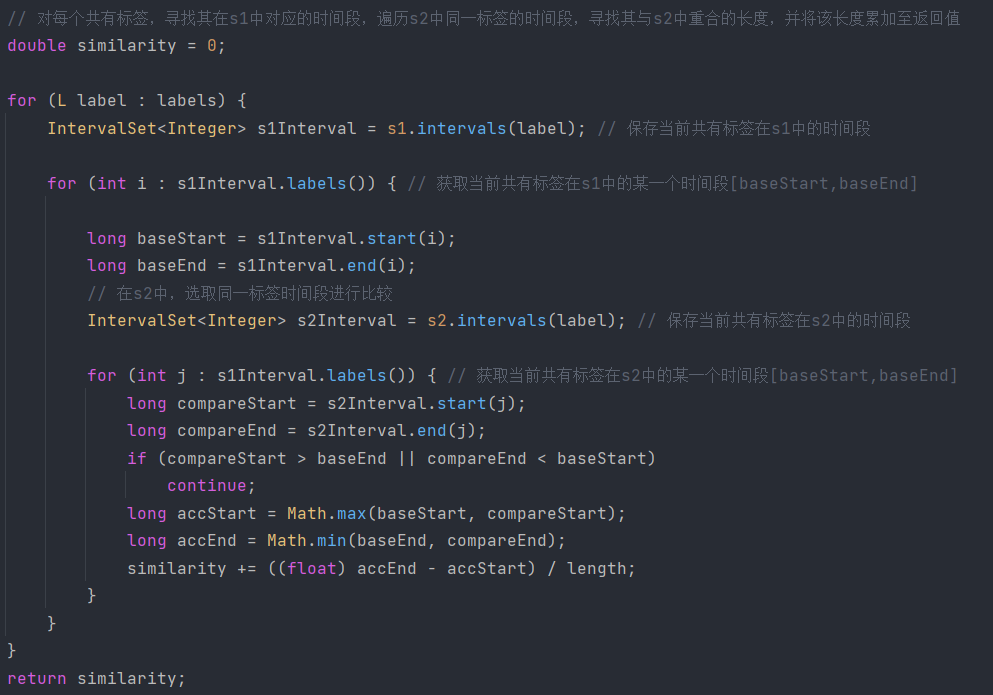 // 对每个共有标签，寻找其在s1中对应的时间段，遍历s2中同一标签的时间段，寻找其与s2中重合的长度，并将该长度累加至返回值
double similarity = 0;
for (L label : labels) {
IntervalSet<Integer> s1Interval = s1.intervals(label); // 保存当前共有标签在s1中的时间段
for (int i : s1Interval.labels()) { // 获取当前共有标签在s1中的某一个时间段[baseStart,baseEnd]
long baseStart = s1Interval.start(i);
long baseEnd = s1Interval.end(i);
// 在s2中，选取同一标签时间段进行比较
IntervalSet<Integer> s2Interval = s2.intervals(label); // 保存当前共有标签在s2中的时间段
for (int j : s1Interval.labels()) { // 获取当前共有标签在s2中的某一个时间段[baseStart,baseEnd]
long compareStart = s2Interval.start(j);
long compareEnd = s2Interval.end(j);
if (compareStart > baseEnd || compareEnd < baseStart)
continue;
long accStart = Math.max(baseStart, compareStart);
long accEnd = Math.min(baseEnd, compareEnd);
similarity += ((float) accEnd - accStart) / length;
}
}
}
return similarity;